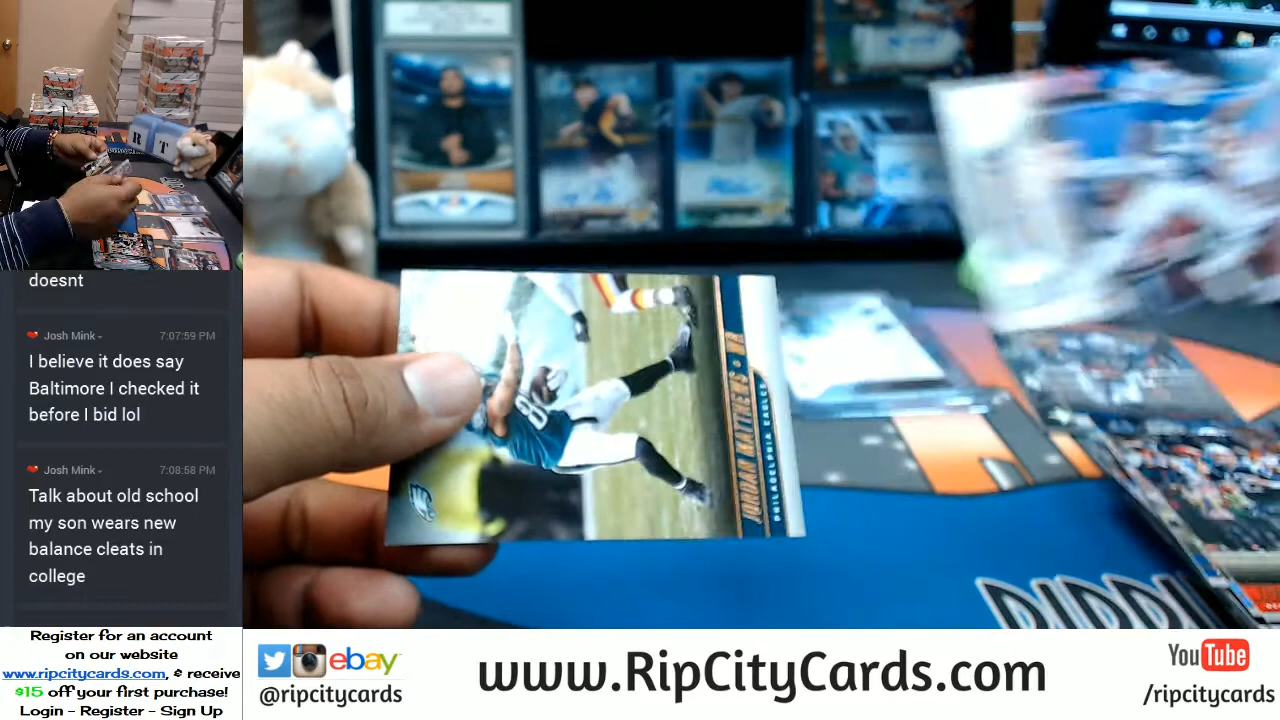 doesnt
Josh Mink
7:07:59 PM
I believe it does say
Baltimore I checked it
before I bid lol
Josh Mink
7:08:58 PM
Talk about old school
my son wears new
balance cleats in
college
Register for an account
on our website
www.ripcitycards.com, & receive
$15 off your first purchase!
Login - Register - Sign Up
ebay
@ripcitycards
www.RipCityCards.com
YouTube
/ripcitycards
JORDAN MATTHEWS
PHILADELPHIA EAGLES
R T